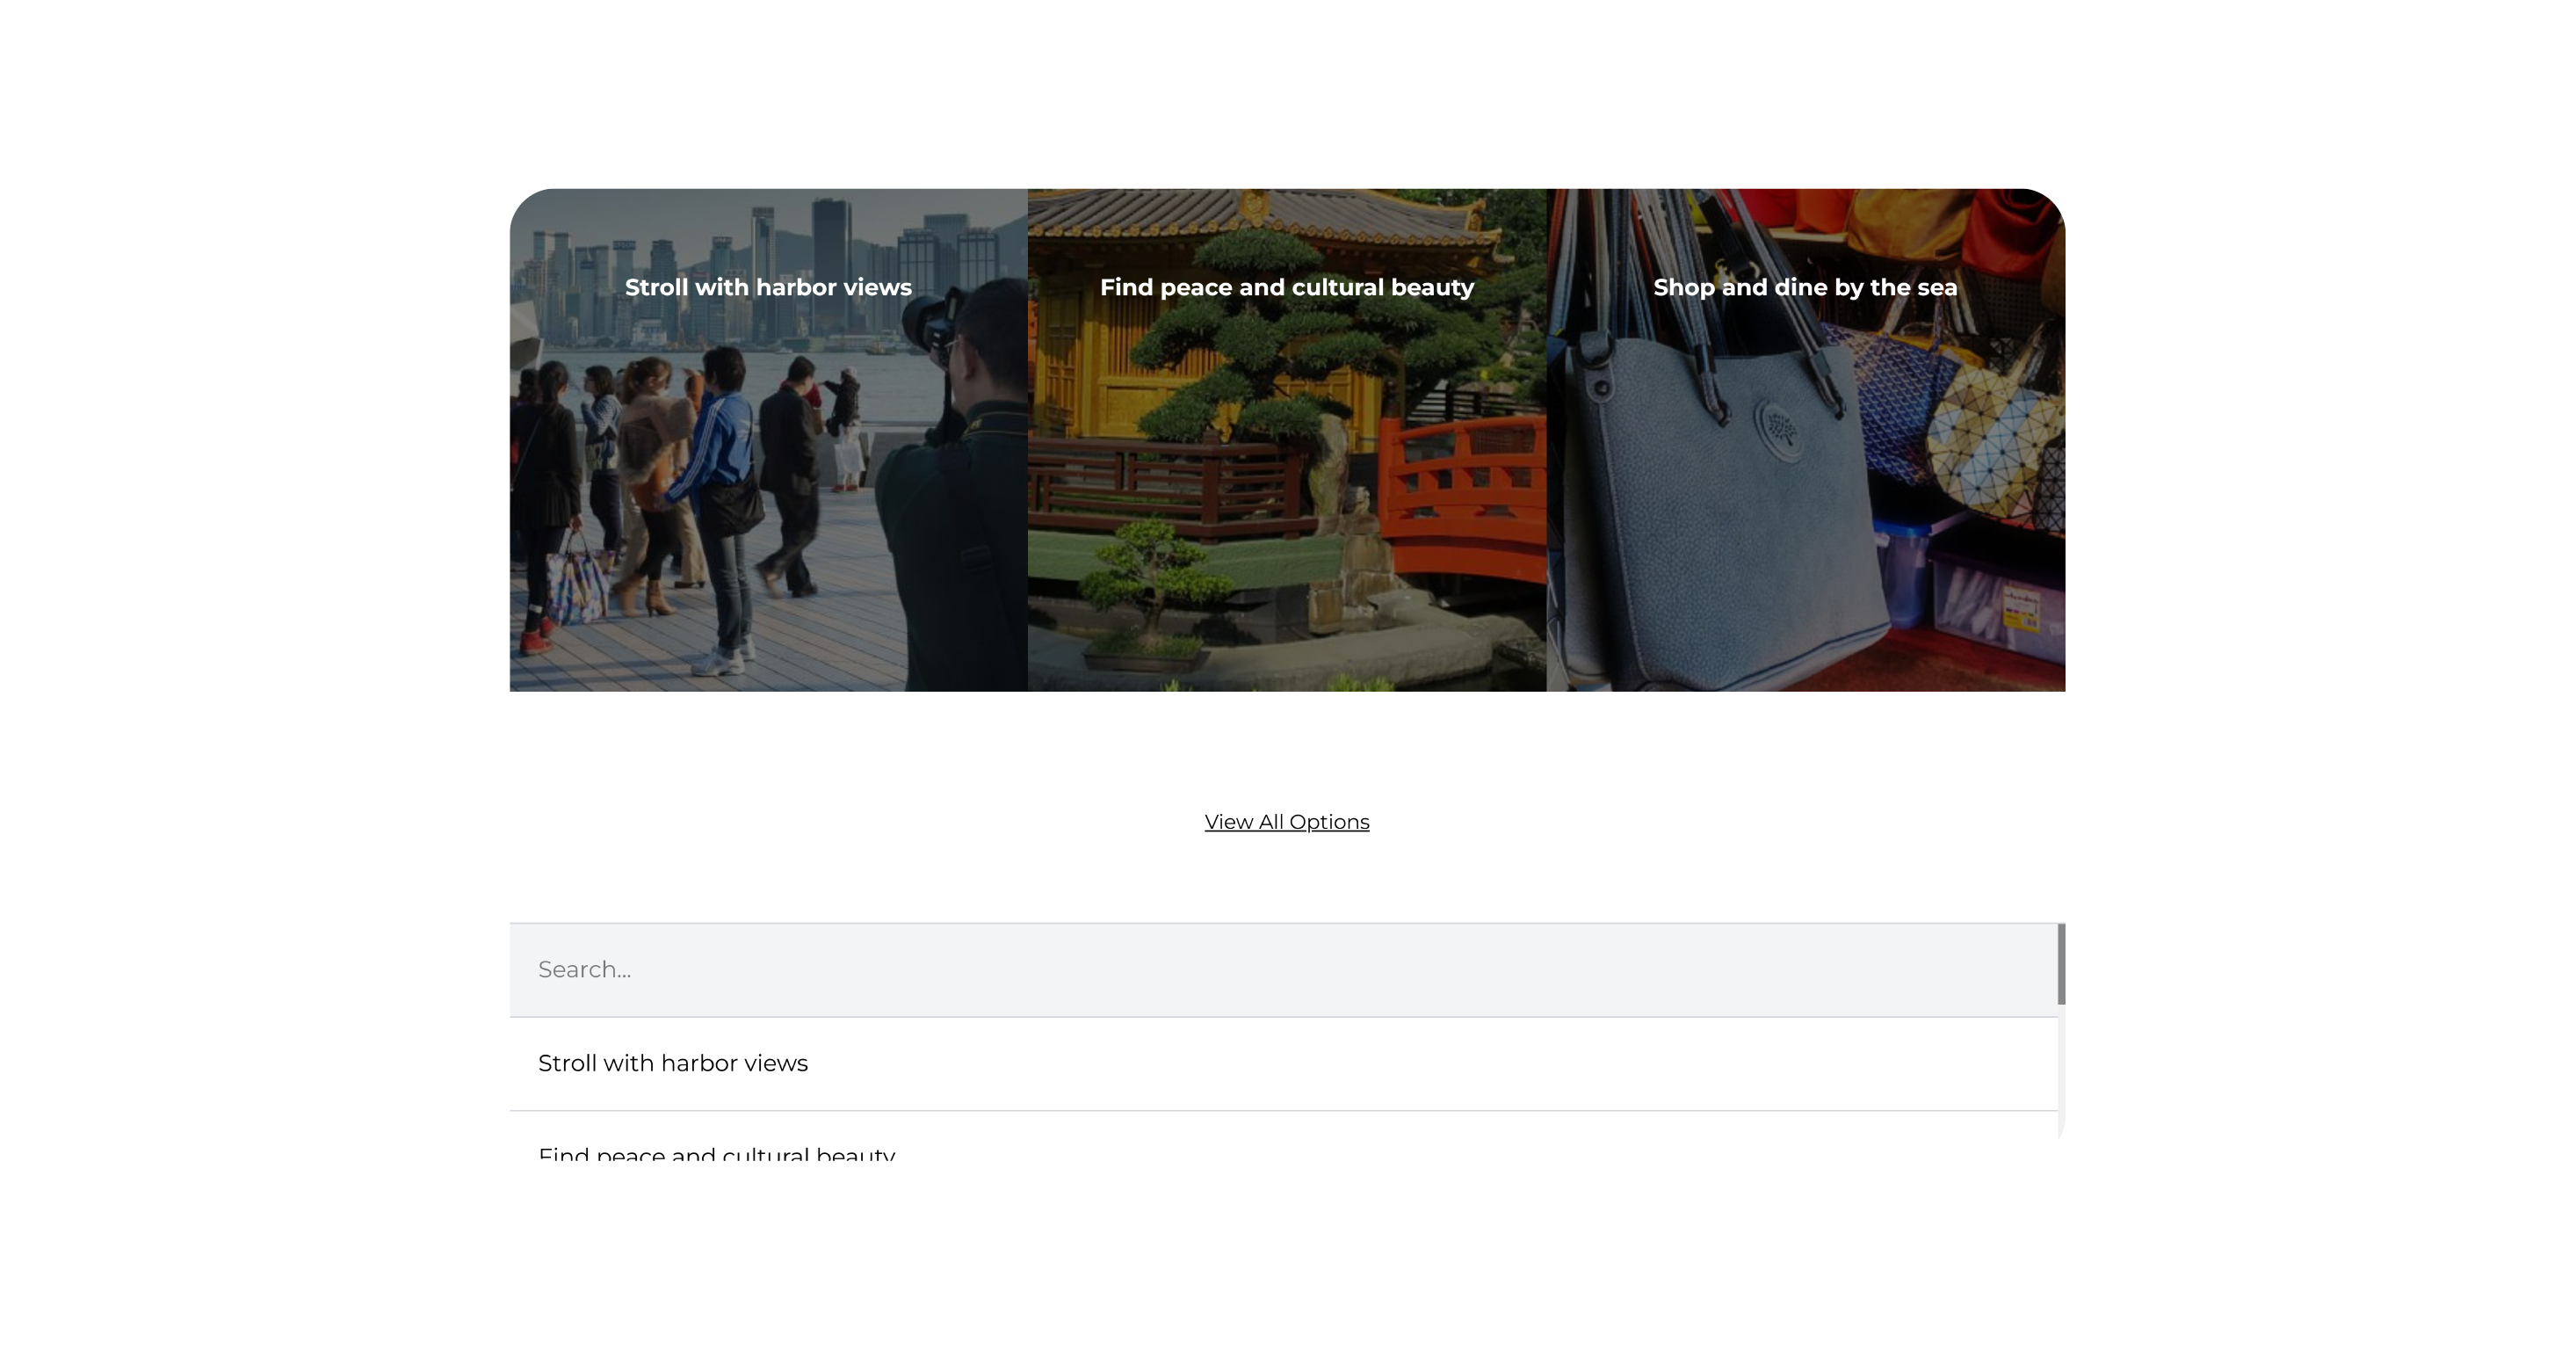 Stroll with harbor views
Find peace and cultural beauty
Shop and dine by the sea
View All Options
Search...
Stroll with harbor views
Find peace and cultural beauty